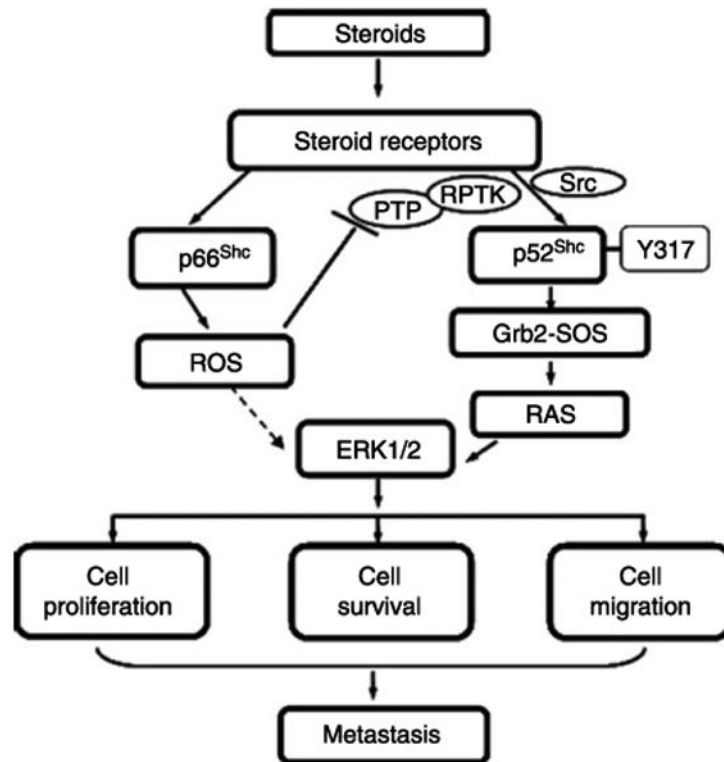 Steroids
Steroid receptors
Src
RPTK
PTP
p66Shc
p52Shc
Y317
ROS
Grb2-SOS
RAS
ERK1/2
Cell
proliferation
Cell
survival
Cell
migration
Metastasis